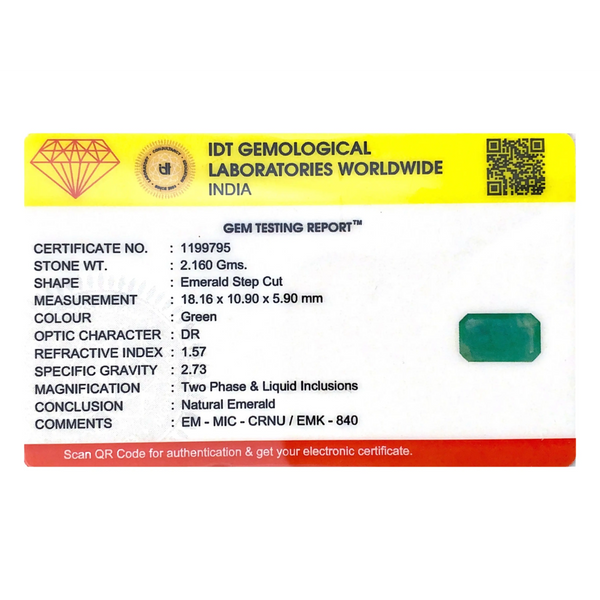 IDT GEMOLOGICAL
LABORATORIES WORLDWIDE
INDIA
GEM TESTING REPORT™
CERTIFICATE NO. : 1199795
STONE WT. : 2.160 Gms.
SHAPE : Emerald Step Cut
MEASUREMENT : 18.16 x 10.90 x 5.90 mm
COLOUR : Green
OPTIC CHARACTER : DR
REFRACTIVE INDEX : 1.57
SPECIFIC GRAVITY : 2.73
MAGNIFICATION : Two Phase & Liquid Inclusions
CONCLUSION : Natural Emerald
COMMENTS : EM - MIC - CRNU / EMK - 840
Scan QR Code for authentication & get your electronic certificate.